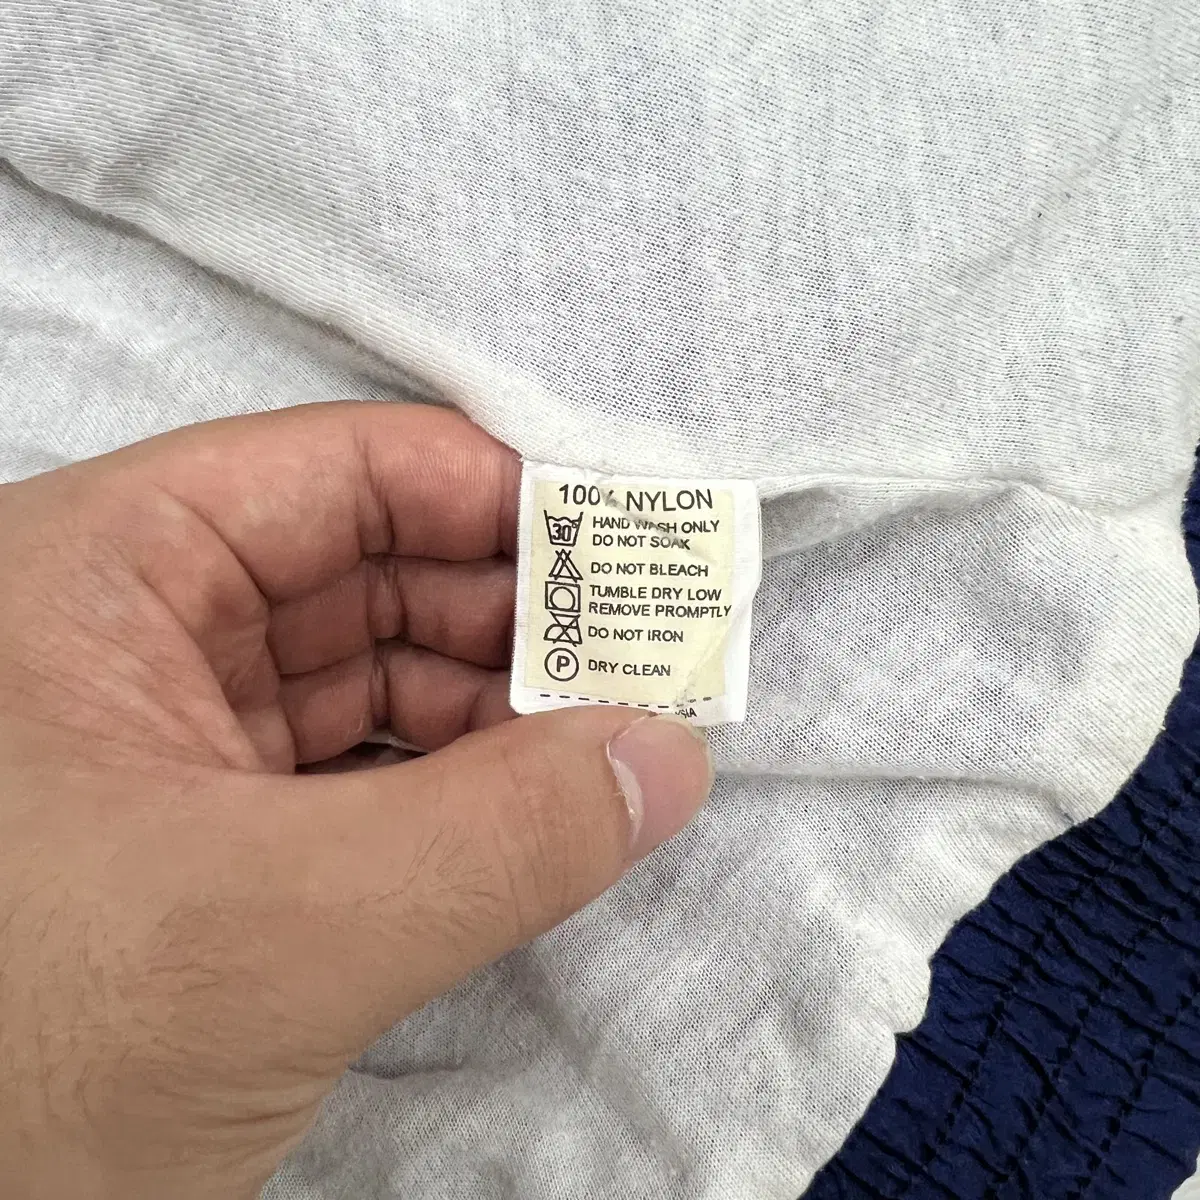 100% NYLON
30°
HAND WASH ONLY
DO NOT SOAK
DO NOT BLEACH
TUMBLE DRY LOW
REMOVE PROMPTLY
DO NOT IRON
P
DRY CLEAN